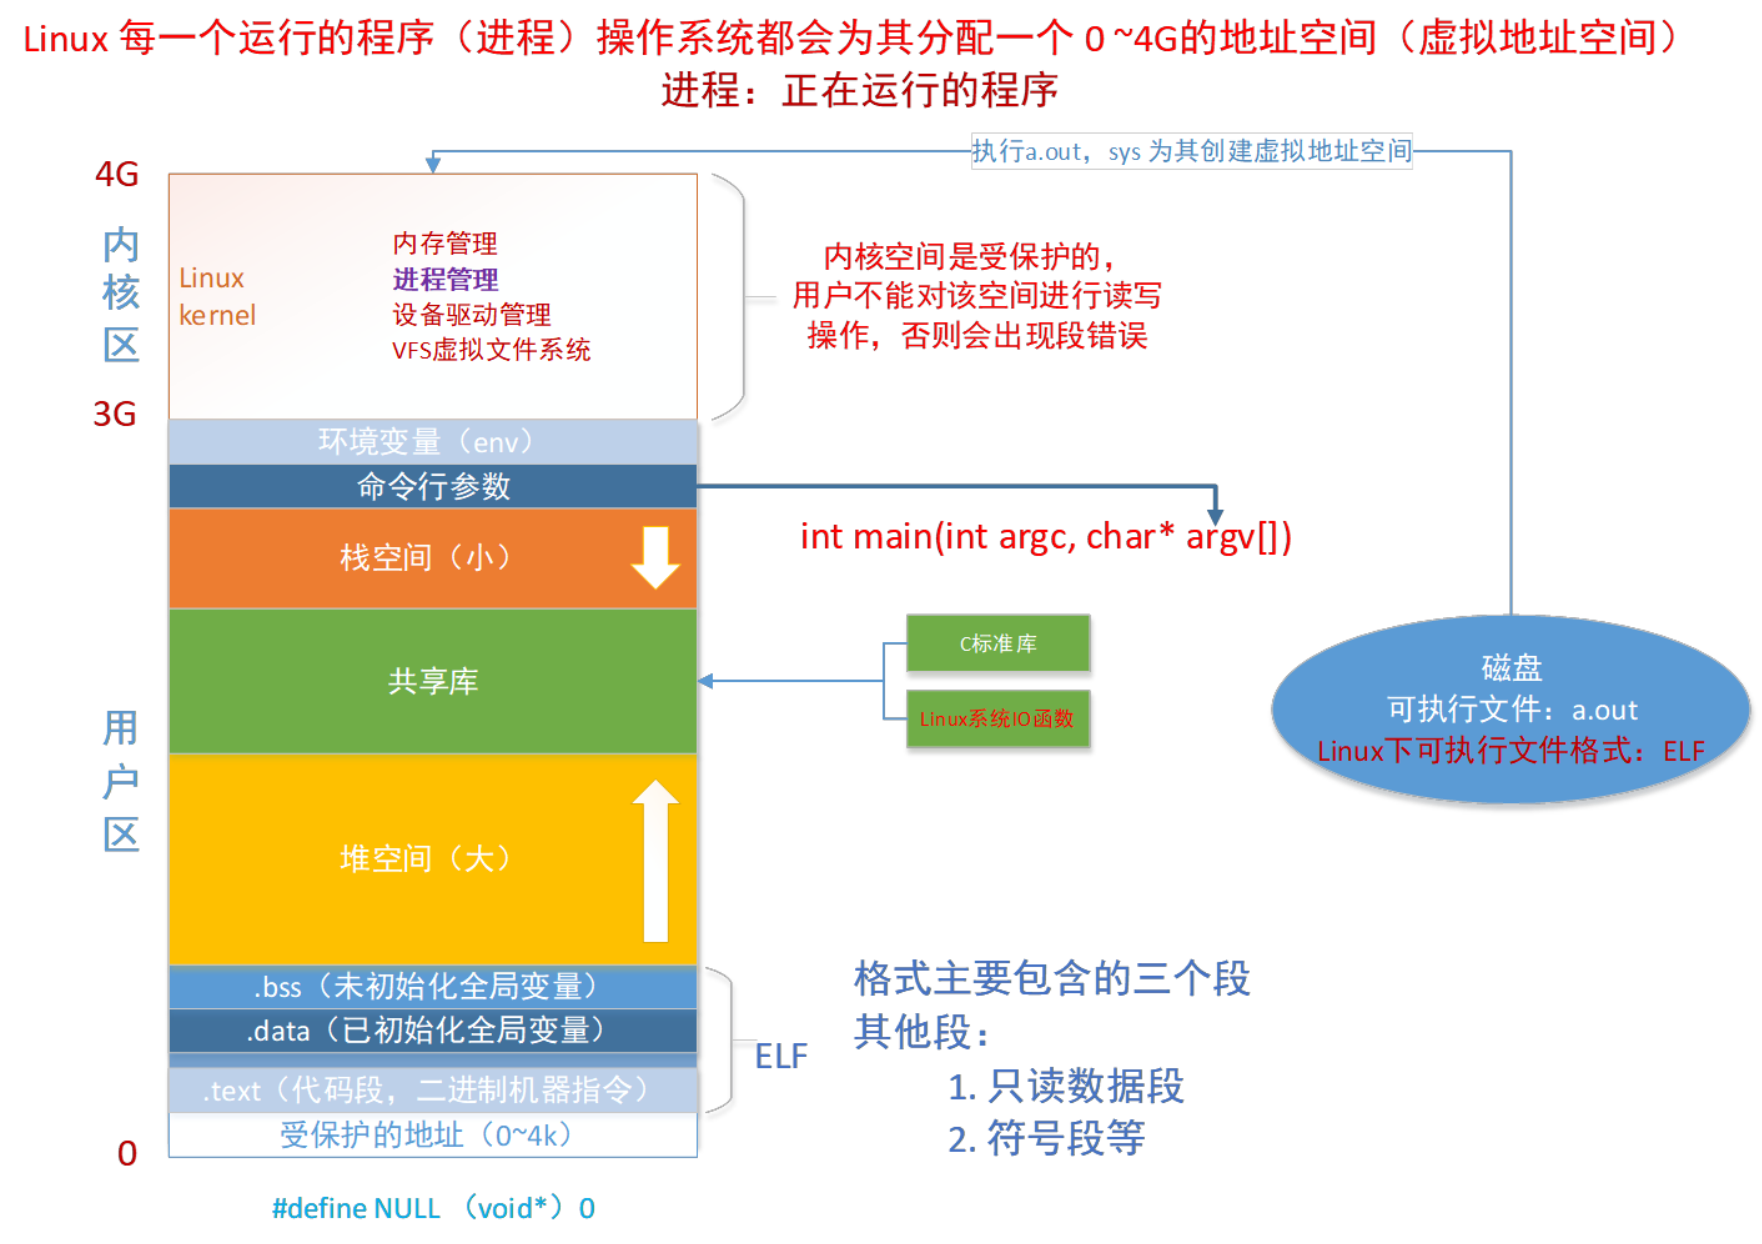 Linux 每一个运行的程序（进程）操作系统都会为其分配一个 0 ~4G的地址空间（虚拟地址空间）
进程：正在运行的程序
执行a.out，sys 为其创建虚拟地址空间
4G
内核区
Linux
kernel
内存管理
进程管理
设备驱动管理
VFS虚拟文件系统
内核空间是受保护的，
用户不能对该空间进行读写
操作，否则会出现段错误
3G
环境变量（env）
命令行参数
int main(int argc, char* argv[])
栈空间（小）
共享库
C标准库
Linux系统IO函数
磁盘
可执行文件：a.out
Linux下可执行文件格式：ELF
用户区
堆空间（大）
.bss（未初始化全局变量）
.data（已初始化全局变量）
.text（代码段，二进制机器指令）
受保护的地址（0~4k）
ELF
格式主要包含的三个段
其他段：
1. 只读数据段
2. 符号段等
0
#define NULL （void*）0